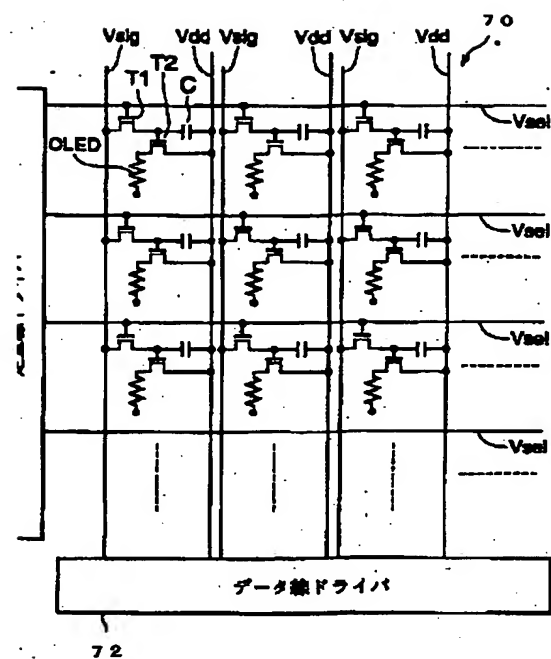 70
Vsig Vdd Vsig Vdd Vsig Vdd
T1 T2 C
Vsel
OLED
Vsel
Vsel
Vsel
データ線ドライバ
72